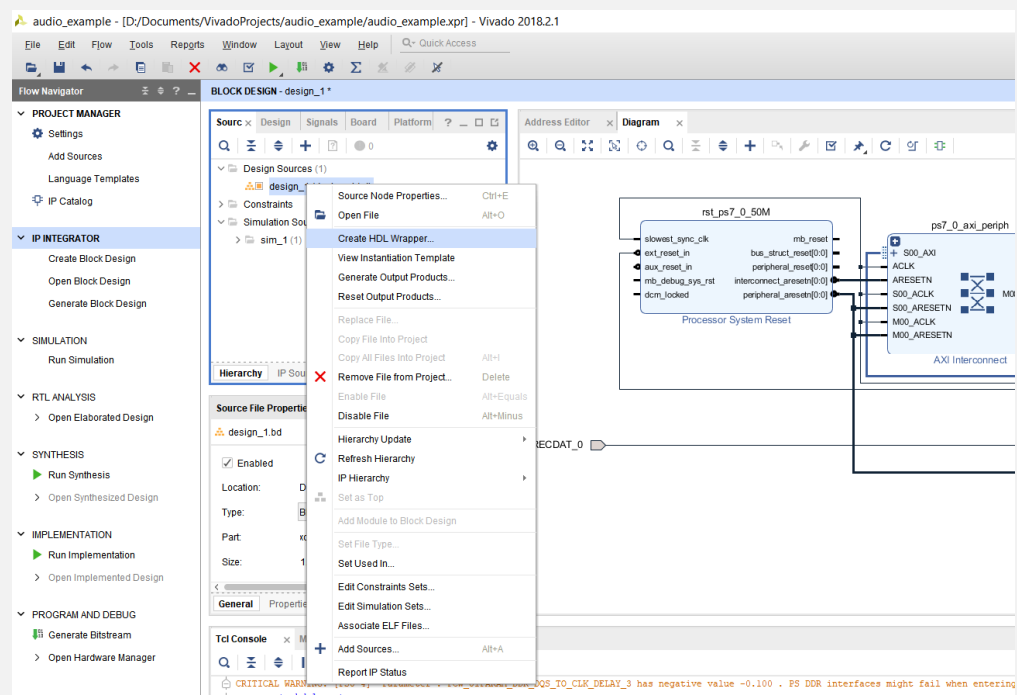 audio_example - [D:/Documents/VivadoProjects/audio_example/audio_example.xpr] - Vivado 2018.2.1
File Edit Flow Tools Reports Window Layout View Help Quick Access
Flow Navigator
PROJECT MANAGER
Settings
Add Sources
Language Templates
IP Catalog
IP INTEGRATOR
Create Block Design
Open Block Design
Generate Block Design
SIMULATION
Run Simulation
RTL ANALYSIS
Open Elaborated Design
SYNTHESIS
Run Synthesis
Open Synthesized Design
IMPLEMENTATION
Run Implementation
Open Implemented Design
PROGRAM AND DEBUG
Generate Bitstream
Open Hardware Manager
BLOCK DESIGN - design_1 *
Sourc Design Signals Board Platform
0
Design Sources (1)
design_
Constraints
Simulation Sou
sim_1 (1)
Hierarchy IP Sou
Source File Propertie
design_1.bd
Enabled
Location: D
Type: B
Part: xc
Size: 1
General Propertie
Tcl Console M
Source Node Properties... Ctrl+E
Open File Alt+O
Create HDL Wrapper...
View Instantiation Template
Generate Output Products...
Reset Output Products...
Replace File...
Copy File Into Project
Copy All Files Into Project Alt+I
Remove File from Project... Delete
Enable File Alt+Equals
Disable File Alt+Minus
Hierarchy Update
Refresh Hierarchy
IP Hierarchy
Set as Top
Add Module to Block Design
Set File Type...
Set Used In...
Edit Constraints Sets...
Edit Simulation Sets...
Associate ELF Files...
Add Sources... Alt+A
Report IP Status
Address Editor Diagram
rst_ps7_0_50M
slowest_sync_clk mb_reset
ext_reset_in bus_struct_reset[0:0]
aux_reset_in peripheral_reset[0:0]
mb_debug_sys_rst interconnect_aresetn[0:0]
dcm_locked peripheral_aresetn[0:0]
Processor System Reset
ps7_0_axi_periph
S00_AXI
ACLK
ARESETN
S00_ACLK M00
S00_ARESETN
M00_ACLK
M00_ARESETN
AXI Interconnect
RECDAT_0
CRITICAL has negative value -0.100 . PS DDR interfaces might fail when entering